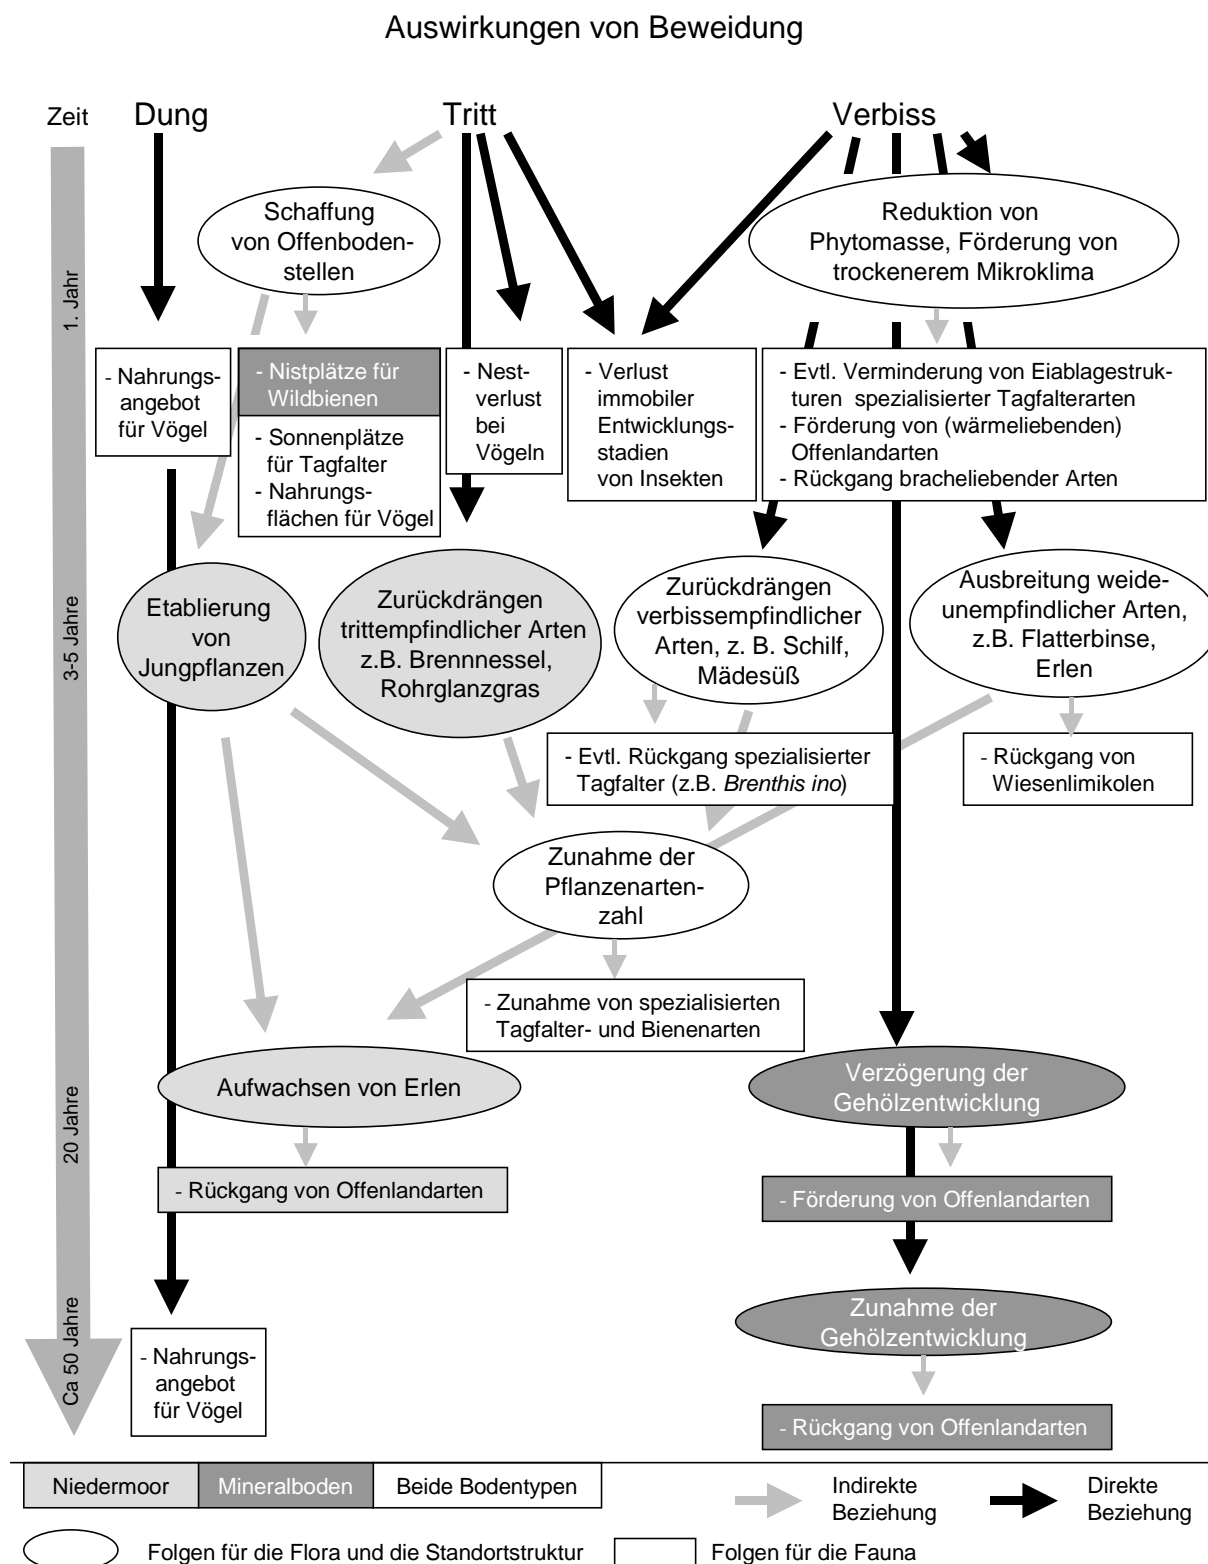 Auswirkungen von Beweidung
Zeit
Dung
Tritt
Verbiss
1. Jahr
3-5 Jahre
20 Jahre
Ca 50 Jahre
Schaffung
von Offenboden-
stellen
Reduktion von
Phytomasse, Förderung von
trockenerem Mikroklima
- Nahrungs-
angebot
für Vögel
- Nistplätze für
Wildbienen
- Sonnenplätze
für Tagfalter
- Nahrungs-
flächen für Vögel
- Nest-
verlust
bei
Vögeln
- Verlust
immobiler
Entwicklungs-
stadien
von Insekten
- Evtl. Verminderung von Eiablagestruk-
turen spezialisierter Tagfalterarten
- Förderung von (wärmeliebenden)
Offenlandarten
- Rückgang bracheliebender Arten
Etablierung
von
Jungpflanzen
Zurückdrängen
trittempfindlicher Arten
z.B. Brennnessel,
Rohrglanzgras
Zurückdrängen
verbissempfindlicher
Arten, z. B. Schilf,
Mädesüß
Ausbreitung weide-
unempfindlicher Arten,
z.B. Flatterbinse,
Erlen
- Evtl. Rückgang spezialisierter
Tagfalter (z.B. Brenthis ino)
- Rückgang von
Wiesenlimikolen
Zunahme der
Pflanzenarten-
zahl
- Zunahme von spezialisierten
Tagfalter- und Bienenarten
Aufwachsen von Erlen
Verzögerung der
Gehölzentwicklung
- Rückgang von Offenlandarten
- Förderung von Offenlandarten
Zunahme der
Gehölzentwicklung
- Nahrungs-
angebot
für Vögel
- Rückgang von Offenlandarten
Niedermoor
Mineralboden
Beide Bodentypen
Indirekte
Beziehung
Direkte
Beziehung
Folgen für die Flora und die Standortstruktur
Folgen für die Fauna